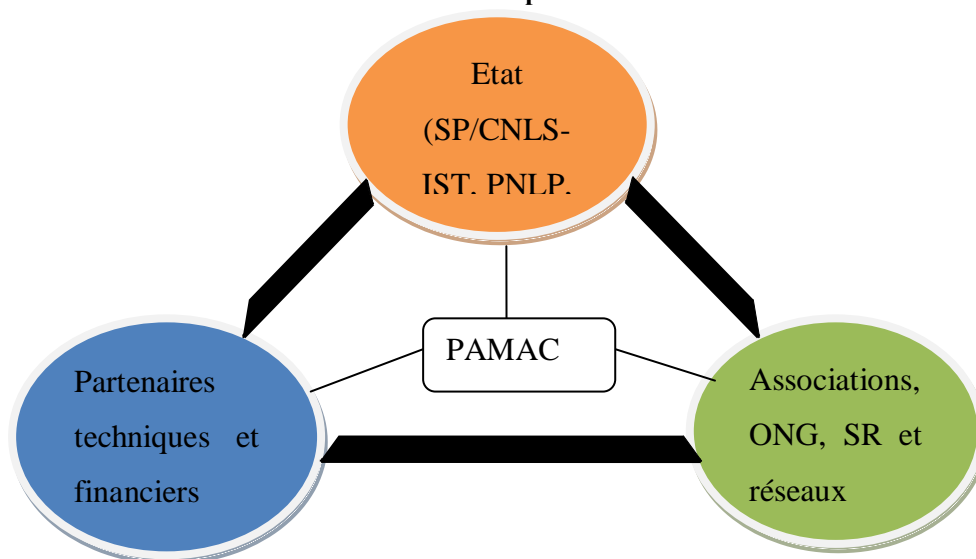 Etat
(SP/CNLS-
IST, PNLP,
PAMAC
Partenaires
techniques et
financiers
Associations,
ONG, SR et
réseaux